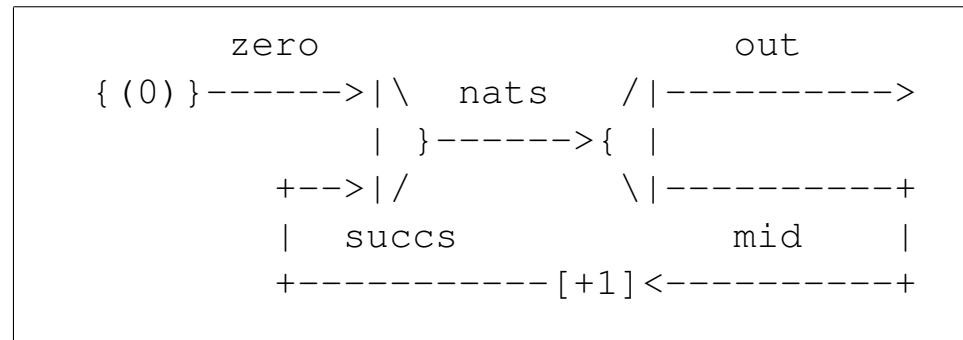 zero                   out
{(0)}------>|\  nats   /|---------->
            | }------>{ |
        +-->|/         \|----------+
        |  succs            mid    |
        +-----------[+1]<----------+